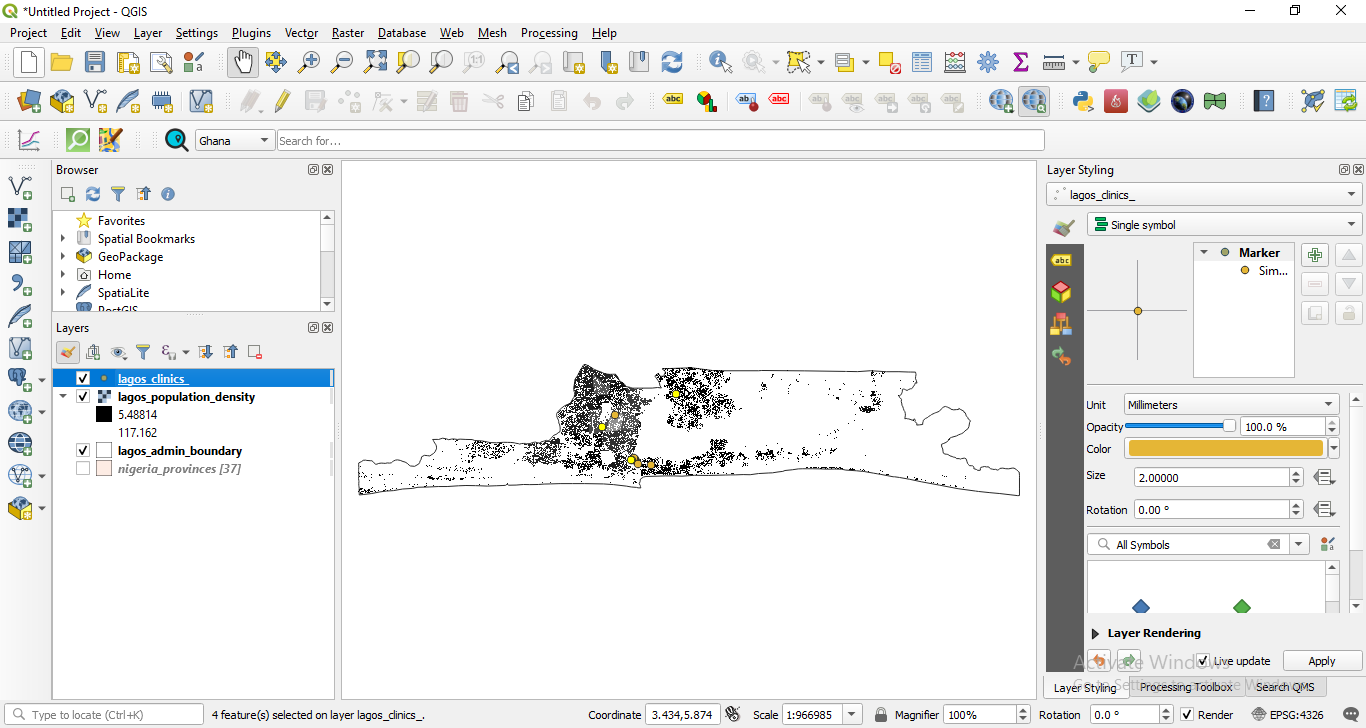 *Untitled Project - QGIS
Project Edit View Layer Settings Plugins Vector Raster Database Web Mesh Processing Help
abc abc abc
Ghana Search for...
Browser
Favorites
Spatial Bookmarks
GeoPackage
Home
SpatiaLite
PostGIS
Layers
lagos_clinics_
lagos_population_density
5.48814
117.162
lagos_admin_boundary
nigeria_provinces [37]
Layer Styling
lagos_clinics_
Single symbol
abc
Marker
Sim...
Unit Millimeters
Opacity 100.0 %
Color
Size 2.00000
Rotation 0.00 °
All Symbols
Layer Rendering
Activate Windows
Go to Settings to activate Windows.
Live update Apply
Layer Styling Processing Toolbox Search QMS
Type to locate (Ctrl+K) 4 feature(s) selected on layer lagos_clinics_. Coordinate 3.434,5.874 Scale 1:966985 Magnifier 100% Rotation 0.0 ° Render EPSG:4326